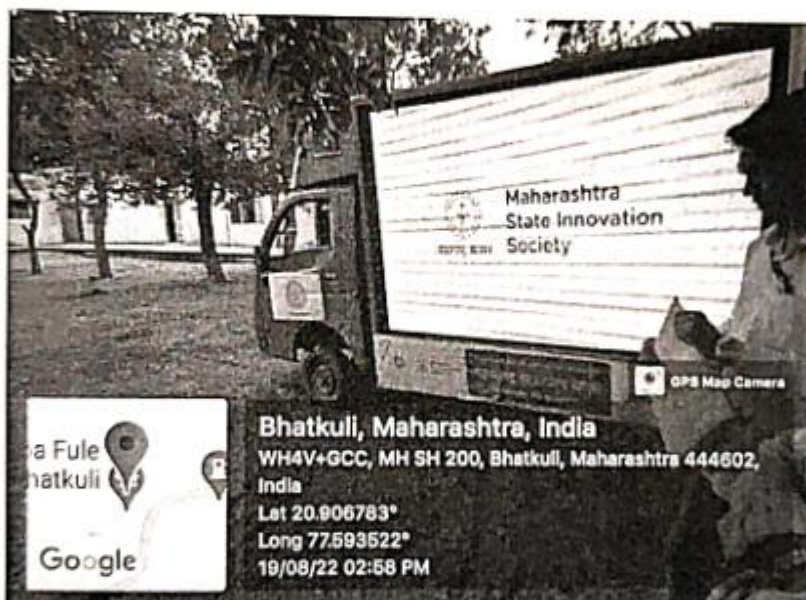 Maharashtra
State Innovation
Society
GPS Map Camera
Bhatkuli, Maharashtra, India
WH4V+GCC, MH SH 200, Bhatkuli, Maharashtra 444602,
India
Lat 20.906783°
Long 77.593522°
19/08/22 02:58 PM
a Fule
hatkuli
Google